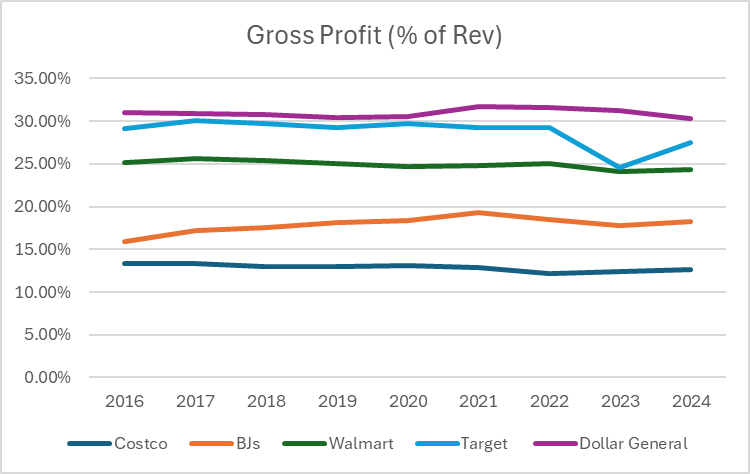 Gross Profit (% of Rev)
35.00%
30.00%
25.00%
20.00%
15.00%
10.00%
5.00%
0.00%
2016 2017 2018 2019 2020 2021 2022 2023 2024
Costco BJs Walmart Target Dollar General